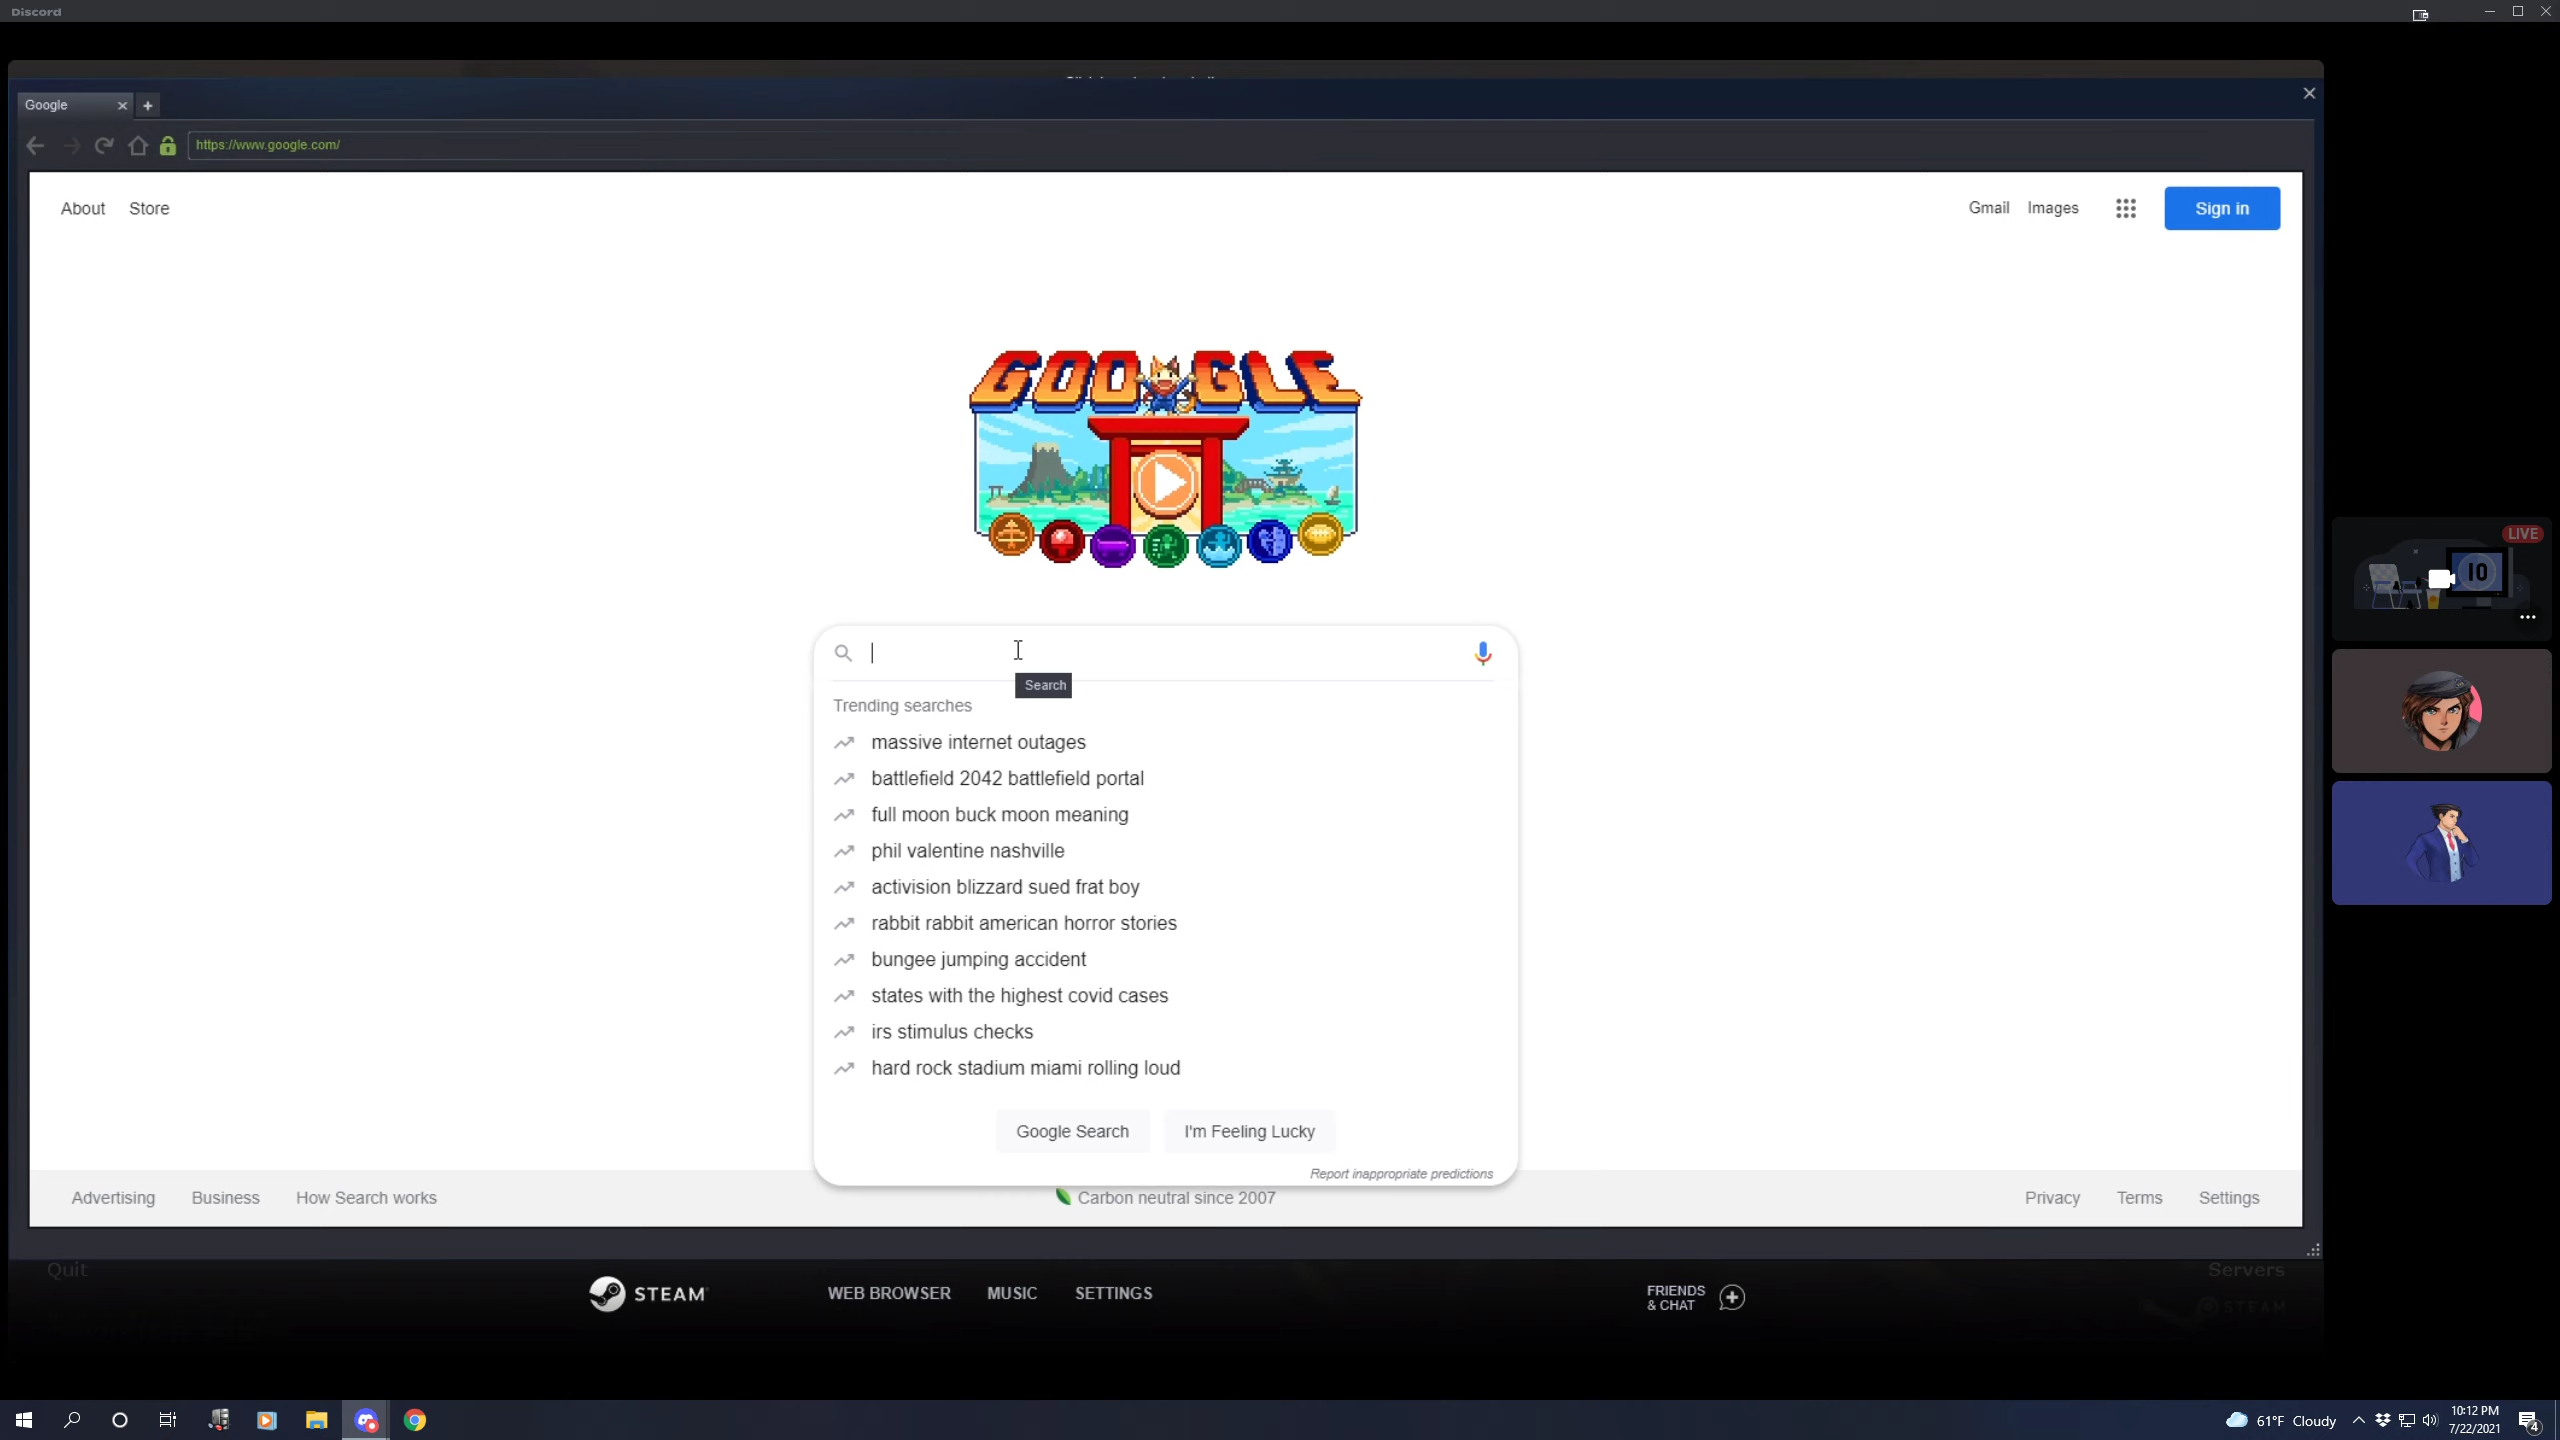 Discord
Google
https://www.google.com/
About Store
Gmail Images
Sign in
GOOGLE
LIVE
10
Search
Trending searches
massive internet outages
battlefield 2042 battlefield portal
full moon buck moon meaning
phil valentine nashville
activision blizzard sued frat boy
rabbit rabbit american horror stories
bungee jumping accident
states with the highest covid cases
irs stimulus checks
hard rock stadium miami rolling loud
Google Search I'm Feeling Lucky
Report inappropriate predictions
Advertising Business How Search works
Carbon neutral since 2007
Privacy Terms Settings
Quit
Servers
STEAM
WEB BROWSER MUSIC SETTINGS
FRIENDS
& CHAT
STEAM
61°F Cloudy
10:12 PM
7/22/2021
4